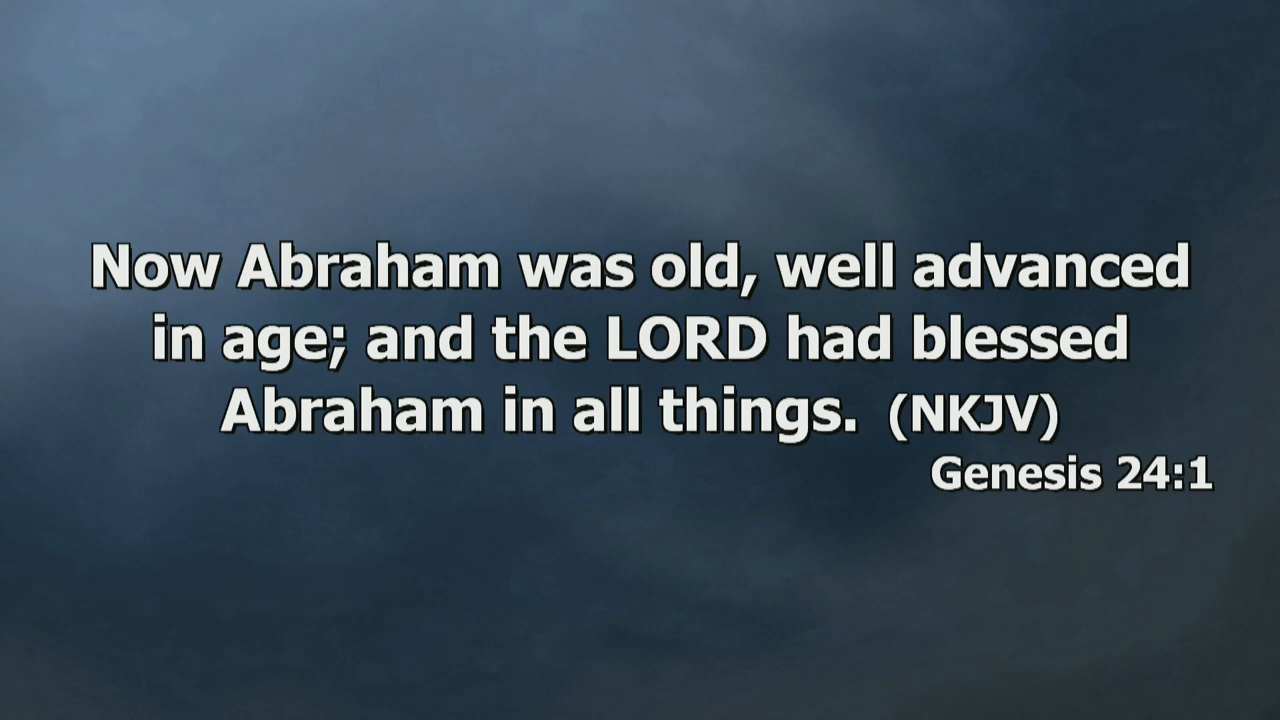 Now Abraham was old, well advanced
in age; and the LORD had blessed
Abraham in all things. (NKJV)
Genesis 24:1